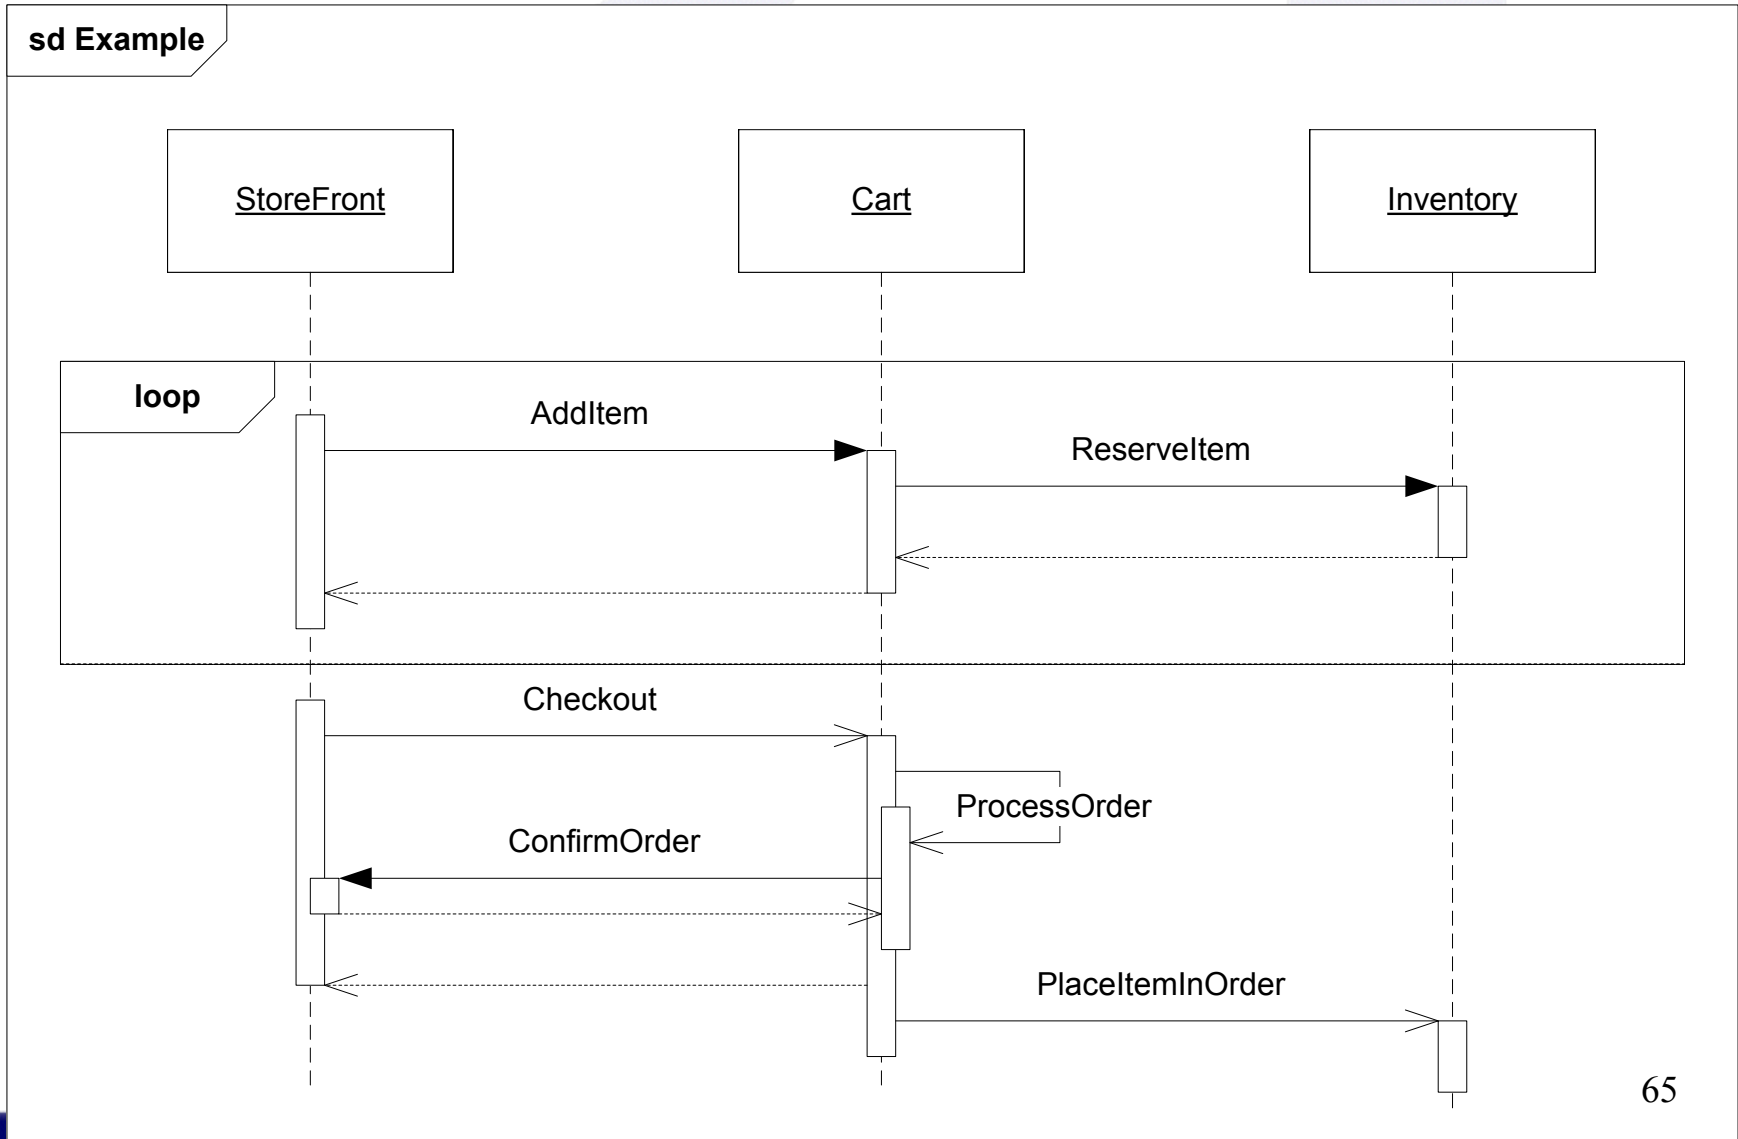 sd Example
StoreFront
Cart
Inventory
loop
AddItem
ReserveItem
Checkout
ProcessOrder
ConfirmOrder
PlaceItemInOrder
65